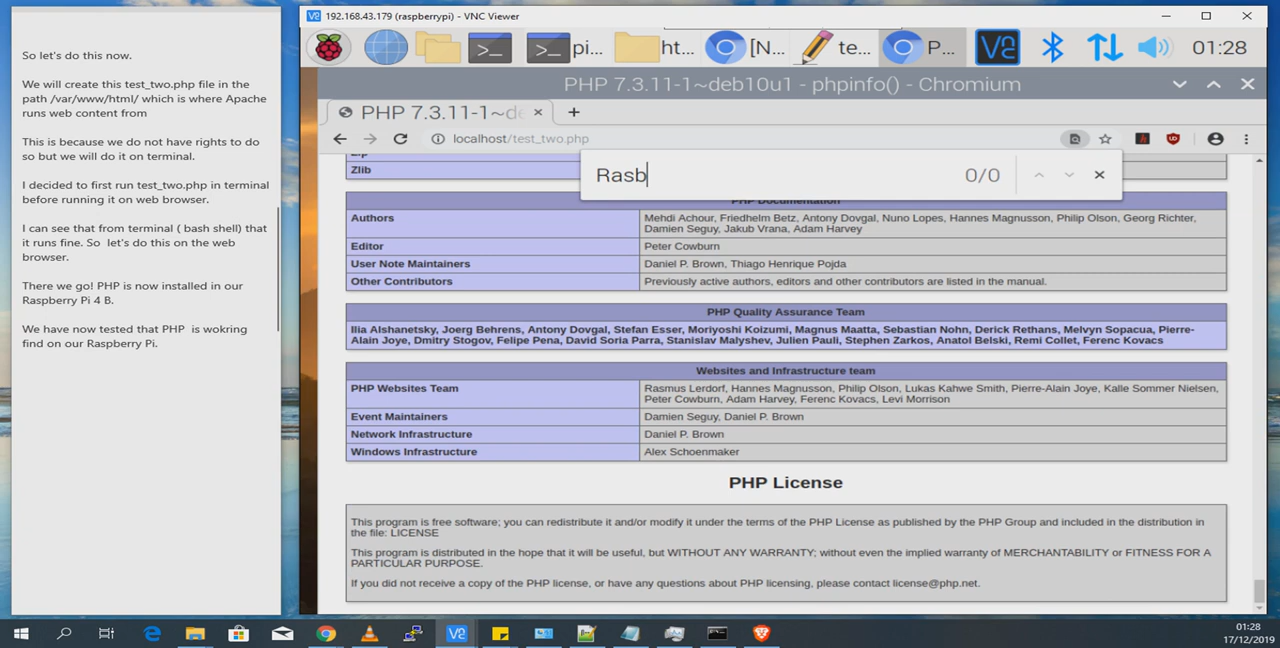 So let's do this now.
We will create this test_two.php file in the
path /var/www/html/ which is where Apache
runs web content from
This is because we do not have rights to do
so but we will do it on terminal.
I decided to first run test_two.php in terminal
before running it on web browser.
I can see that from terminal ( bash shell) that
it runs fine. So  let's do this on the web
browser.
There we go! PHP is now installed in our
Raspberry Pi 4 B.
We have now tested that PHP  is wokring
find on our Raspberry Pi.
192.168.43.179 (raspberrypi) - VNC Viewer
pi... ht... [N... te... P... 01:28
PHP 7.3.11-1~deb10u1 - phpinfo() - Chromium
PHP 7.3.11-1~de
localhost/test_two.php
Rasb 0/0
Zip
Zlib
PHP Documentation
Authors Mehdi Achour, Friedhelm Betz, Antony Dovgal, Nuno Lopes, Hannes Magnusson, Philip Olson, Georg Richter,
Damien Seguy, Jakub Vrana, Adam Harvey
Editor Peter Cowburn
User Note Maintainers Daniel P. Brown, Thiago Henrique Pojda
Other Contributors Previously active authors, editors and other contributors are listed in the manual.
PHP Quality Assurance Team
Ilia Alshanetsky, Joerg Behrens, Antony Dovgal, Stefan Esser, Moriyoshi Koizumi, Magnus Maatta, Sebastian Nohn, Derick Rethans, Melvyn Sopacua, Pierre-
Alain Joye, Dmitry Stogov, Felipe Pena, David Soria Parra, Stanislav Malyshev, Julien Pauli, Stephen Zarkos, Anatol Belski, Remi Collet, Ferenc Kovacs
Websites and Infrastructure team
PHP Websites Team Rasmus Lerdorf, Hannes Magnusson, Philip Olson, Lukas Kahwe Smith, Pierre-Alain Joye, Kalle Sommer Nielsen,
Peter Cowburn, Adam Harvey, Ferenc Kovacs, Levi Morrison
Event Maintainers Damien Seguy, Daniel P. Brown
Network Infrastructure Daniel P. Brown
Windows Infrastructure Alex Schoenmaker
PHP License
This program is free software; you can redistribute it and/or modify it under the terms of the PHP License as published by the PHP Group and included in the distribution in
the file: LICENSE
This program is distributed in the hope that it will be useful, but WITHOUT ANY WARRANTY; without even the implied warranty of MERCHANTABILITY or FITNESS FOR A
PARTICULAR PURPOSE.
If you did not receive a copy of the PHP license, or have any questions about PHP licensing, please contact license@php.net.
01:28
17/12/2019